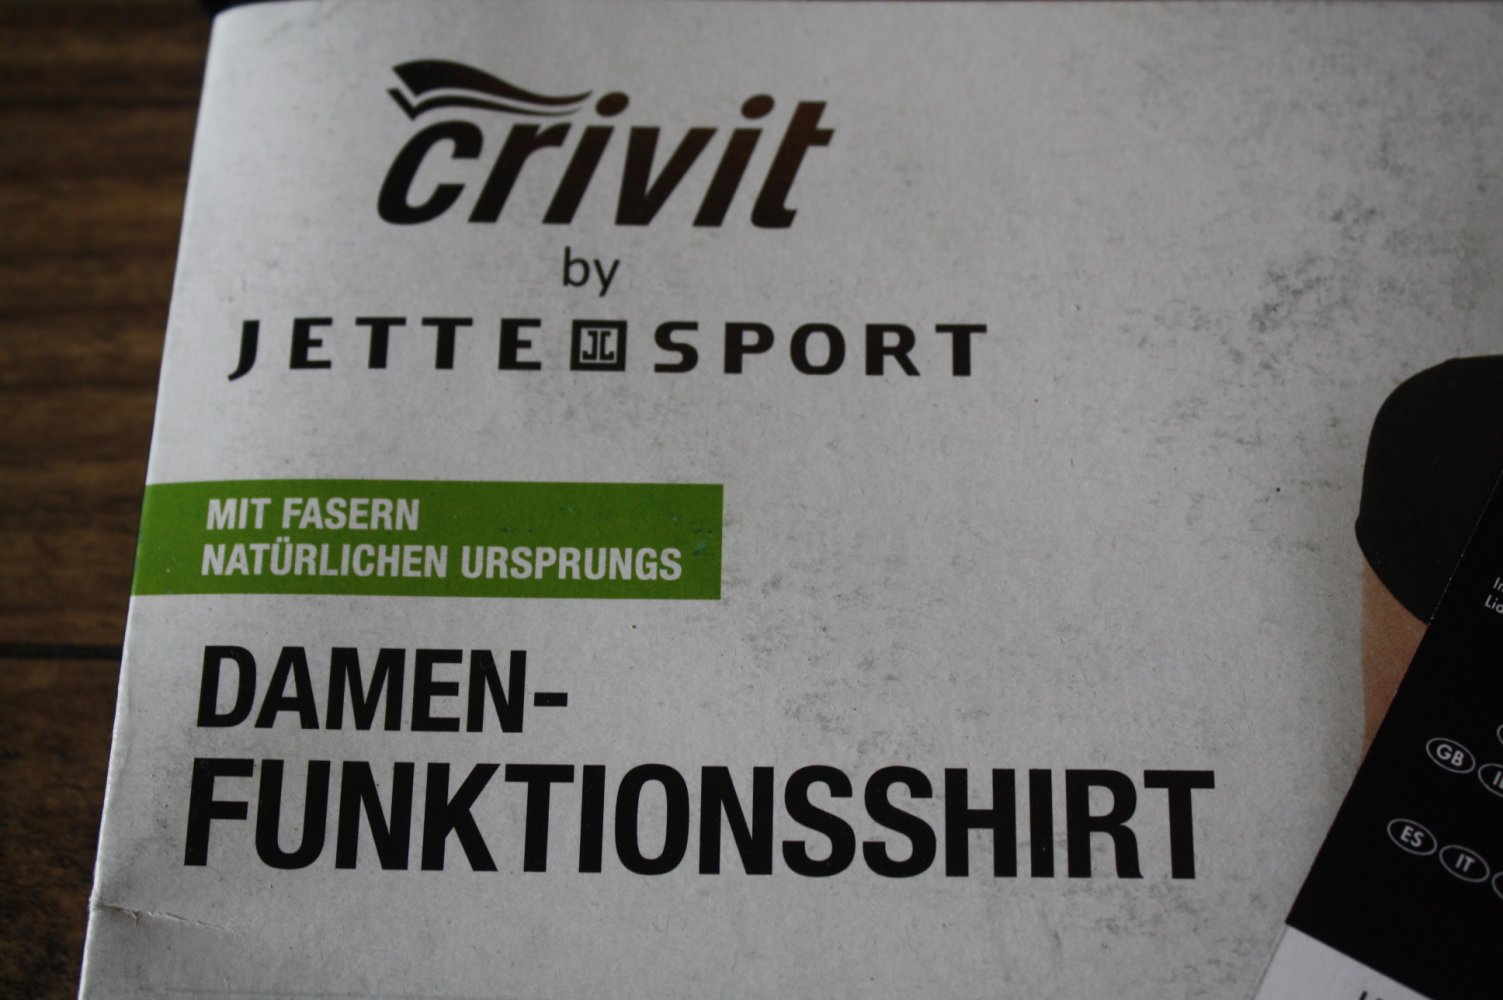 crivit
by
JETTE SPORT
MIT FASERN
NATÜRLICHEN URSPRUNGS
DAMEN-
FUNKTIONSSHIRT
GB
ES IT